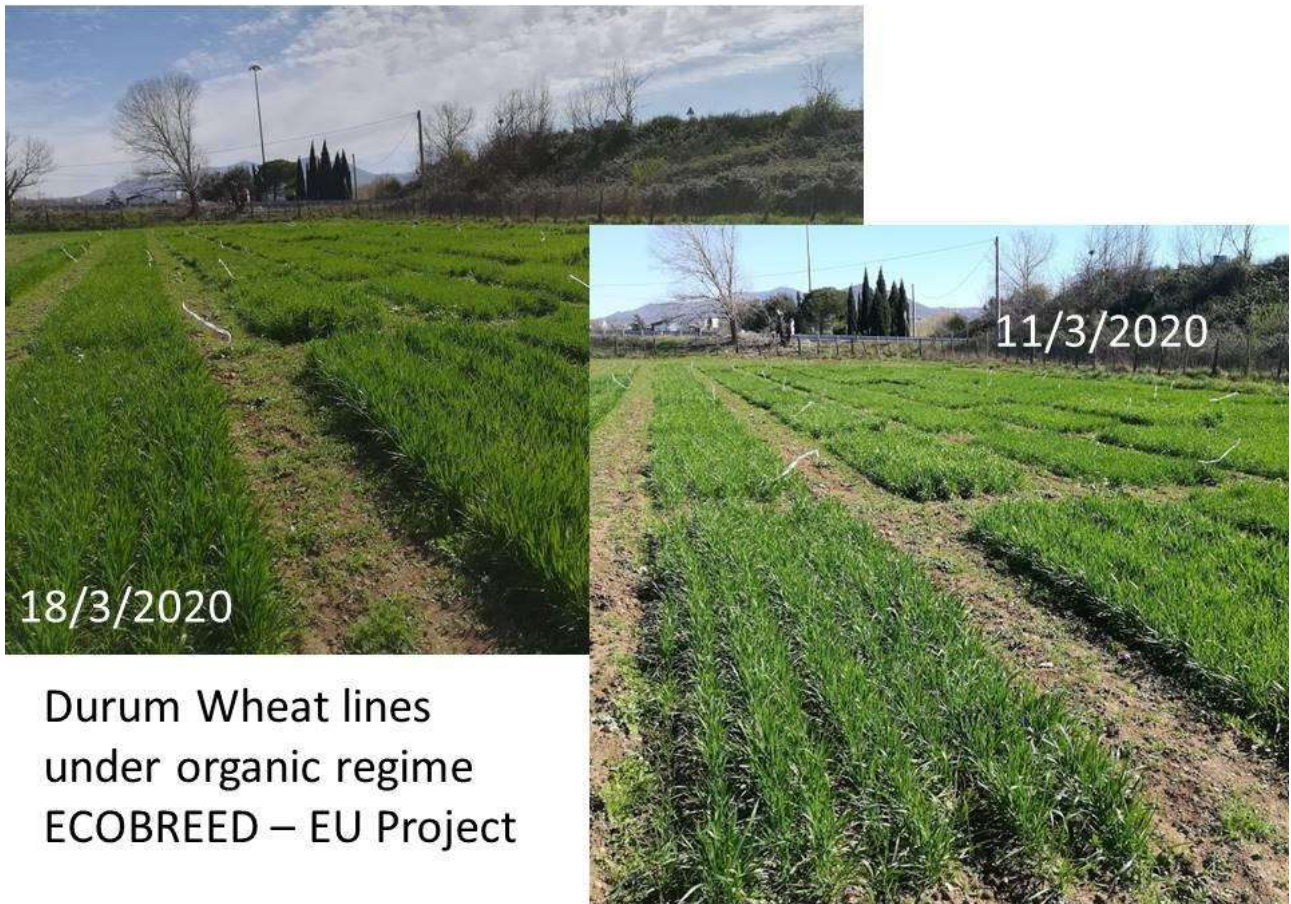 11/3/2020
18/3/2020
Durum Wheat lines
under organic regime
ECOBREED – EU Project